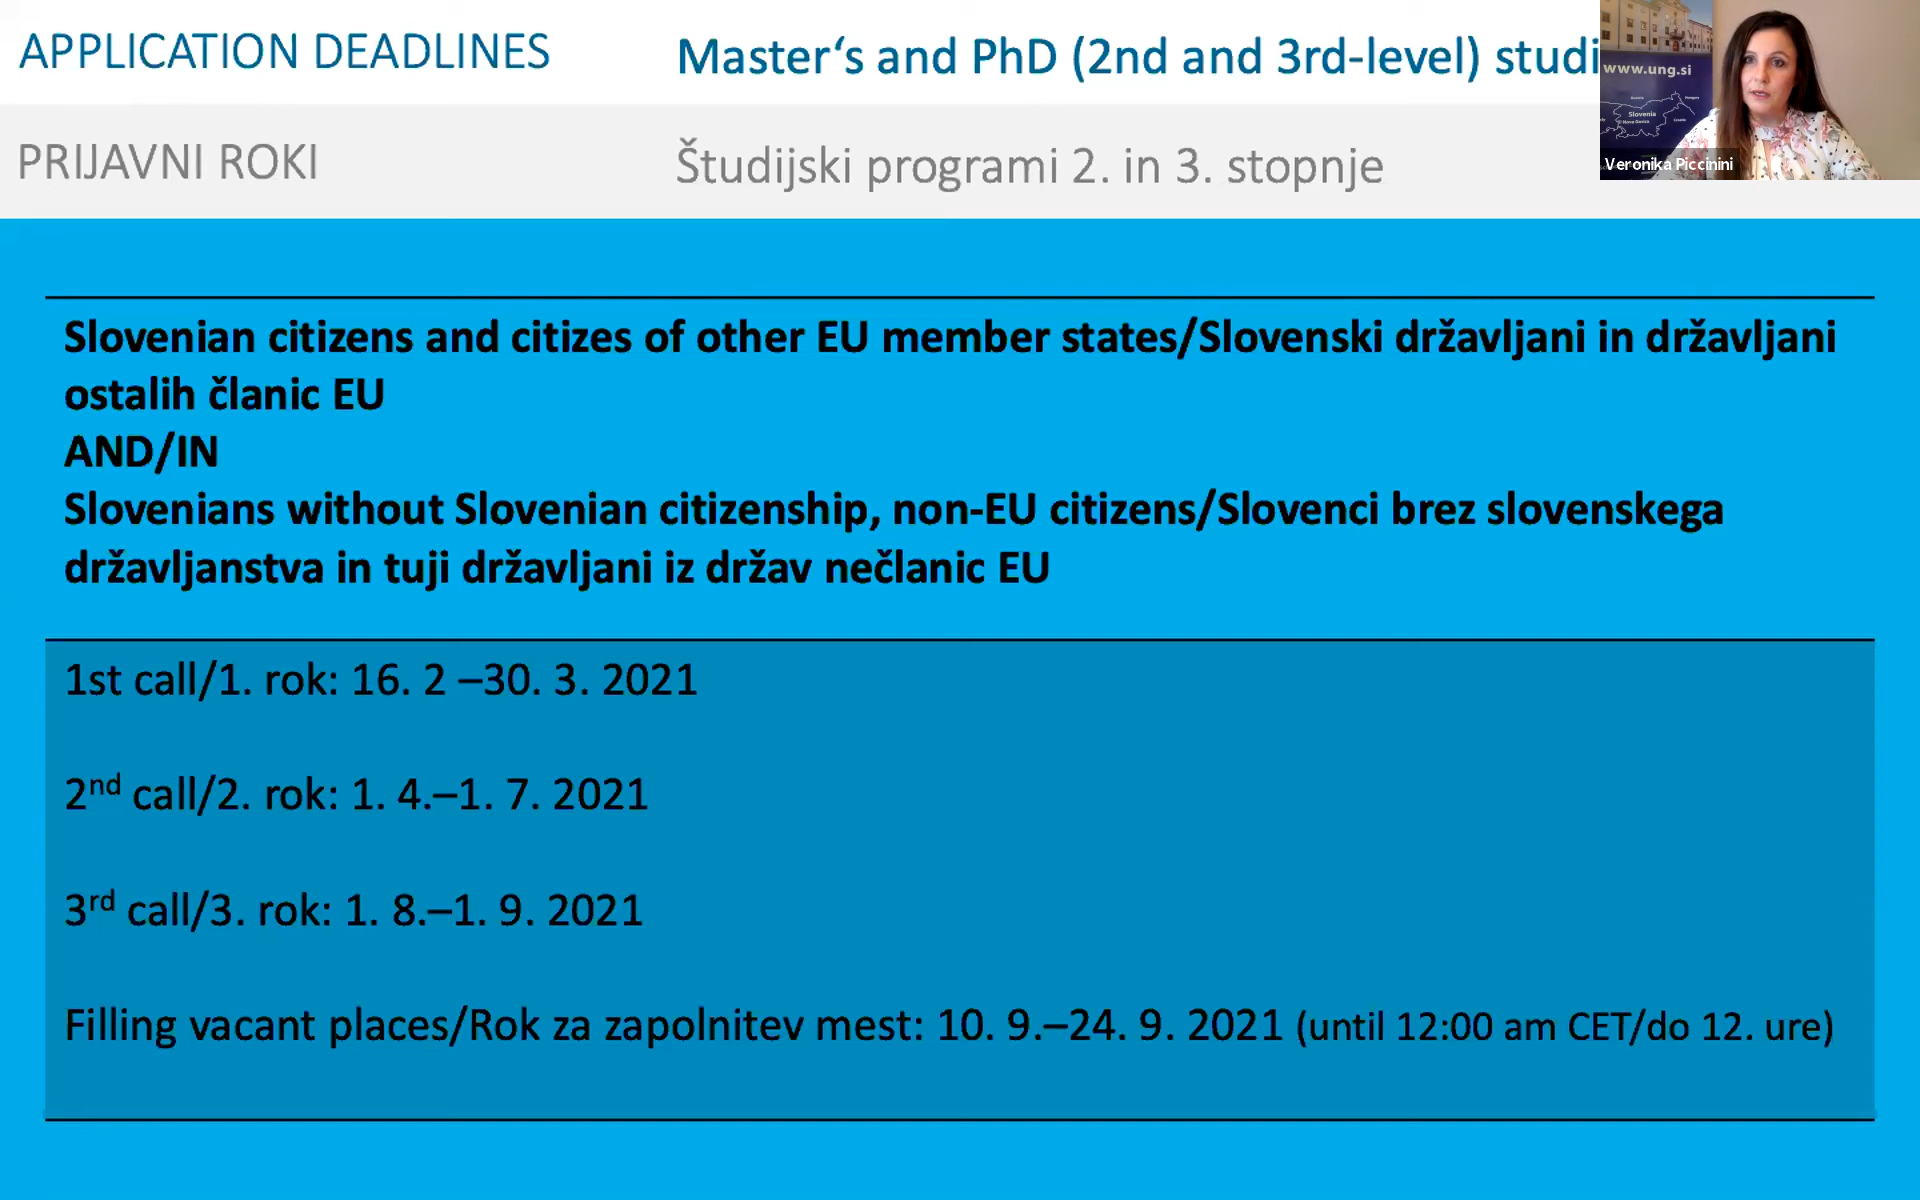 APPLICATION DEADLINES
Master‘s and PhD (2nd and 3rd-level) studi
www.ung.si
Slovenia
Veronika Piccinini
PRIJAVNI ROKI
Študijski programi 2. in 3. stopnje
Slovenian citizens and citizes of other EU member states/Slovenski državljani in državljani
ostalih članic EU
AND/IN
Slovenians without Slovenian citizenship, non-EU citizens/Slovenci brez slovenskega
državljanstva in tuji državljani iz držav nečlanic EU
1st call/1. rok: 16. 2 –30. 3. 2021
2nd call/2. rok: 1. 4.–1. 7. 2021
3rd call/3. rok: 1. 8.–1. 9. 2021
Filling vacant places/Rok za zapolnitev mest: 10. 9.–24. 9. 2021 (until 12:00 am CET/do 12. ure)